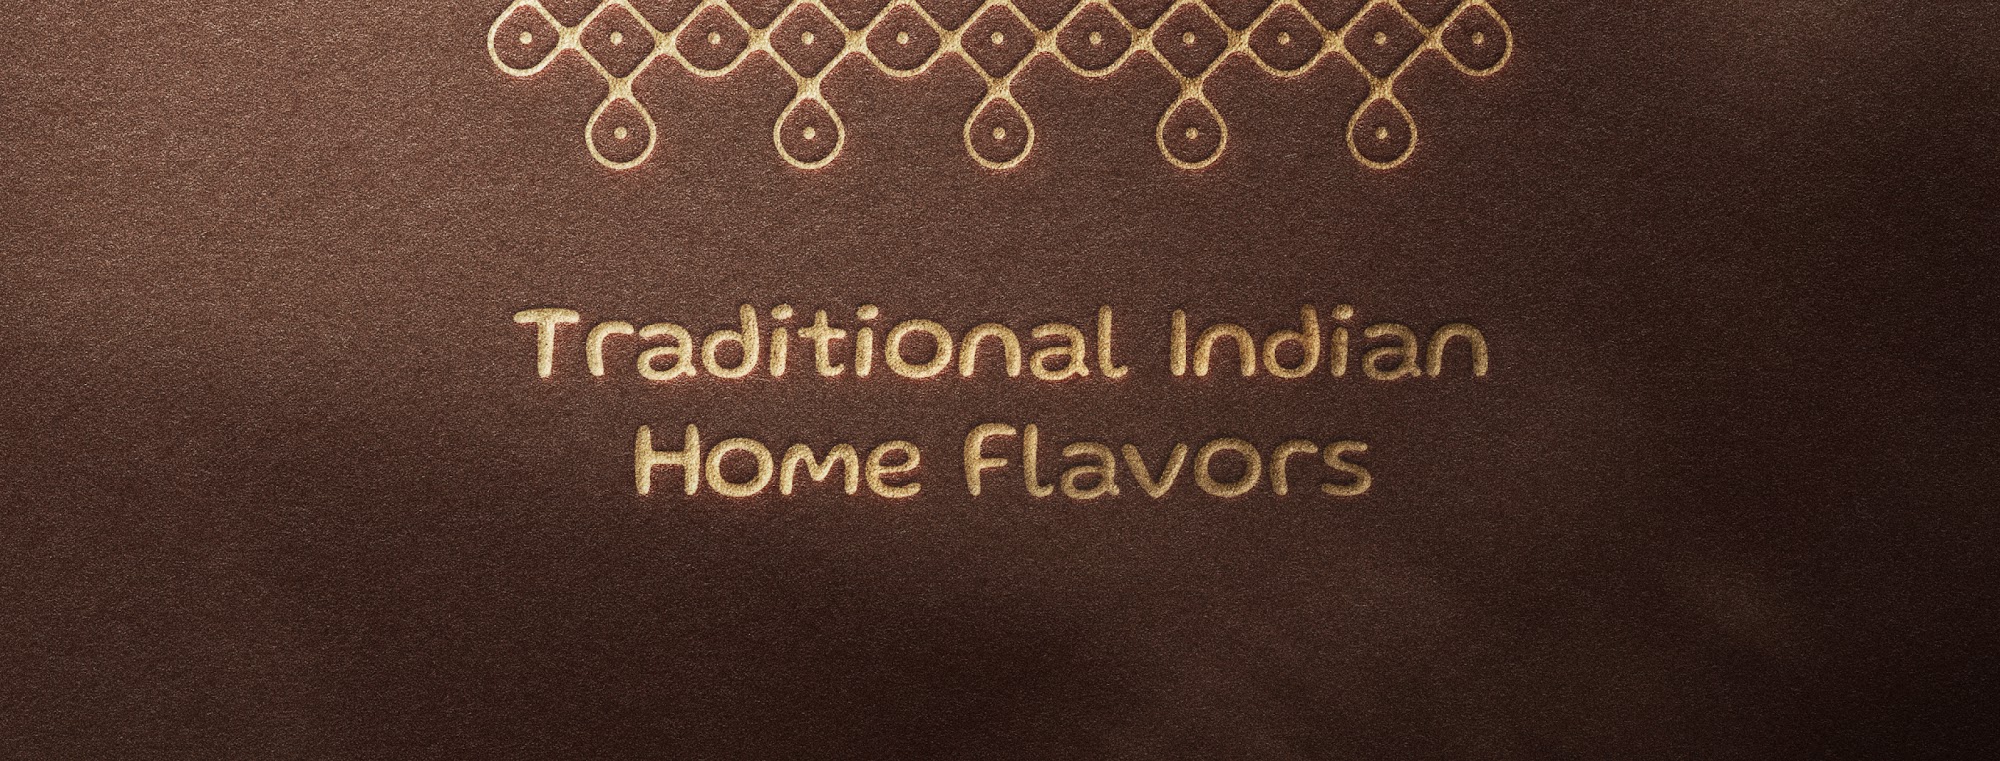 Traditional Indian
Home Flavors